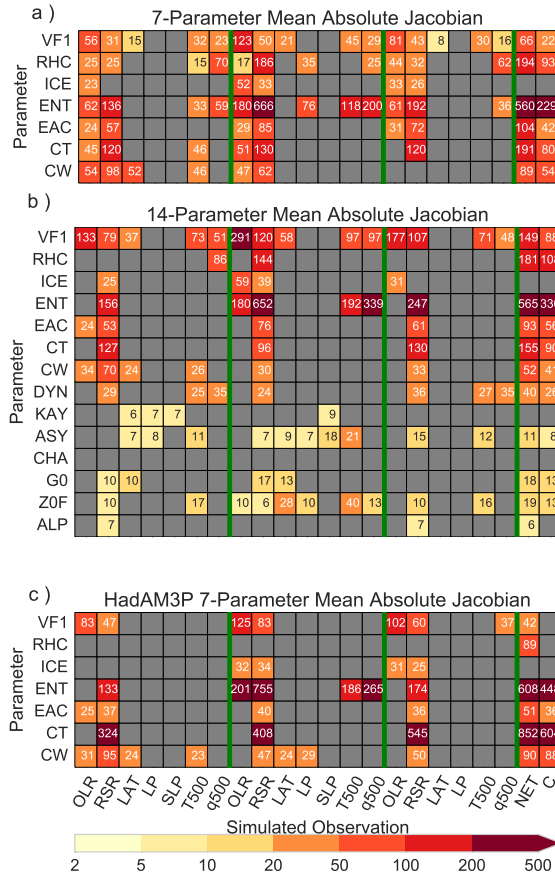 a )
7-Parameter Mean Absolute Jacobian
Parameter
VF1 56 31 15 32 23 123 50 21 45 29 81 43 8 30 16 66 22
RHC 25 25 15 70 17 186 35 25 44 32 62 194 93
ICE 23 52 33 33 26
ENT 62 136 33 59 180 666 76 118 200 61 192 36 560 229
EAC 24 57 29 85 31 72 104 42
CT 45 120 46 51 130 120 191 80
CW 54 98 52 46 47 62 89 54
b )
14-Parameter Mean Absolute Jacobian
Parameter
VF1 133 79 37 73 51 291 120 58 97 97 177 107 71 48 149 88
RHC 86 144 181 108
ICE 25 59 39 31
ENT 156 180 652 192 339 247 565 330
EAC 24 53 76 61 93 56
CT 127 96 130 155 90
CW 34 70 24 26 30 33 52 41
DYN 29 25 35 24 36 27 35 40 26
KAY 6 7 7 9
ASY 7 8 11 7 9 7 18 21 15 12 11 8
CHA
G0 10 10 17 13 18 13
Z0F 10 17 10 6 28 10 40 13 10 16 19 13
ALP 7 7 6
c )
HadAM3P 7-Parameter Mean Absolute Jacobian
Parameter
VF1 83 47 125 83 102 60 37 42
RHC 89
ICE 32 34 31 25
ENT 133 201 755 186 265 174 608 448
EAC 25 37 40 36 51 36
CT 324 408 545 852 604
CW 31 95 24 23 47 24 29 50 90 88
OLR RSR LAT LP SLP T500 q500 OLR RSR LAT LP SLP T500 q500 OLR RSR LAT LP T500 q500 NET C
Simulated Observation
2 5 10 20 50 100 200 500